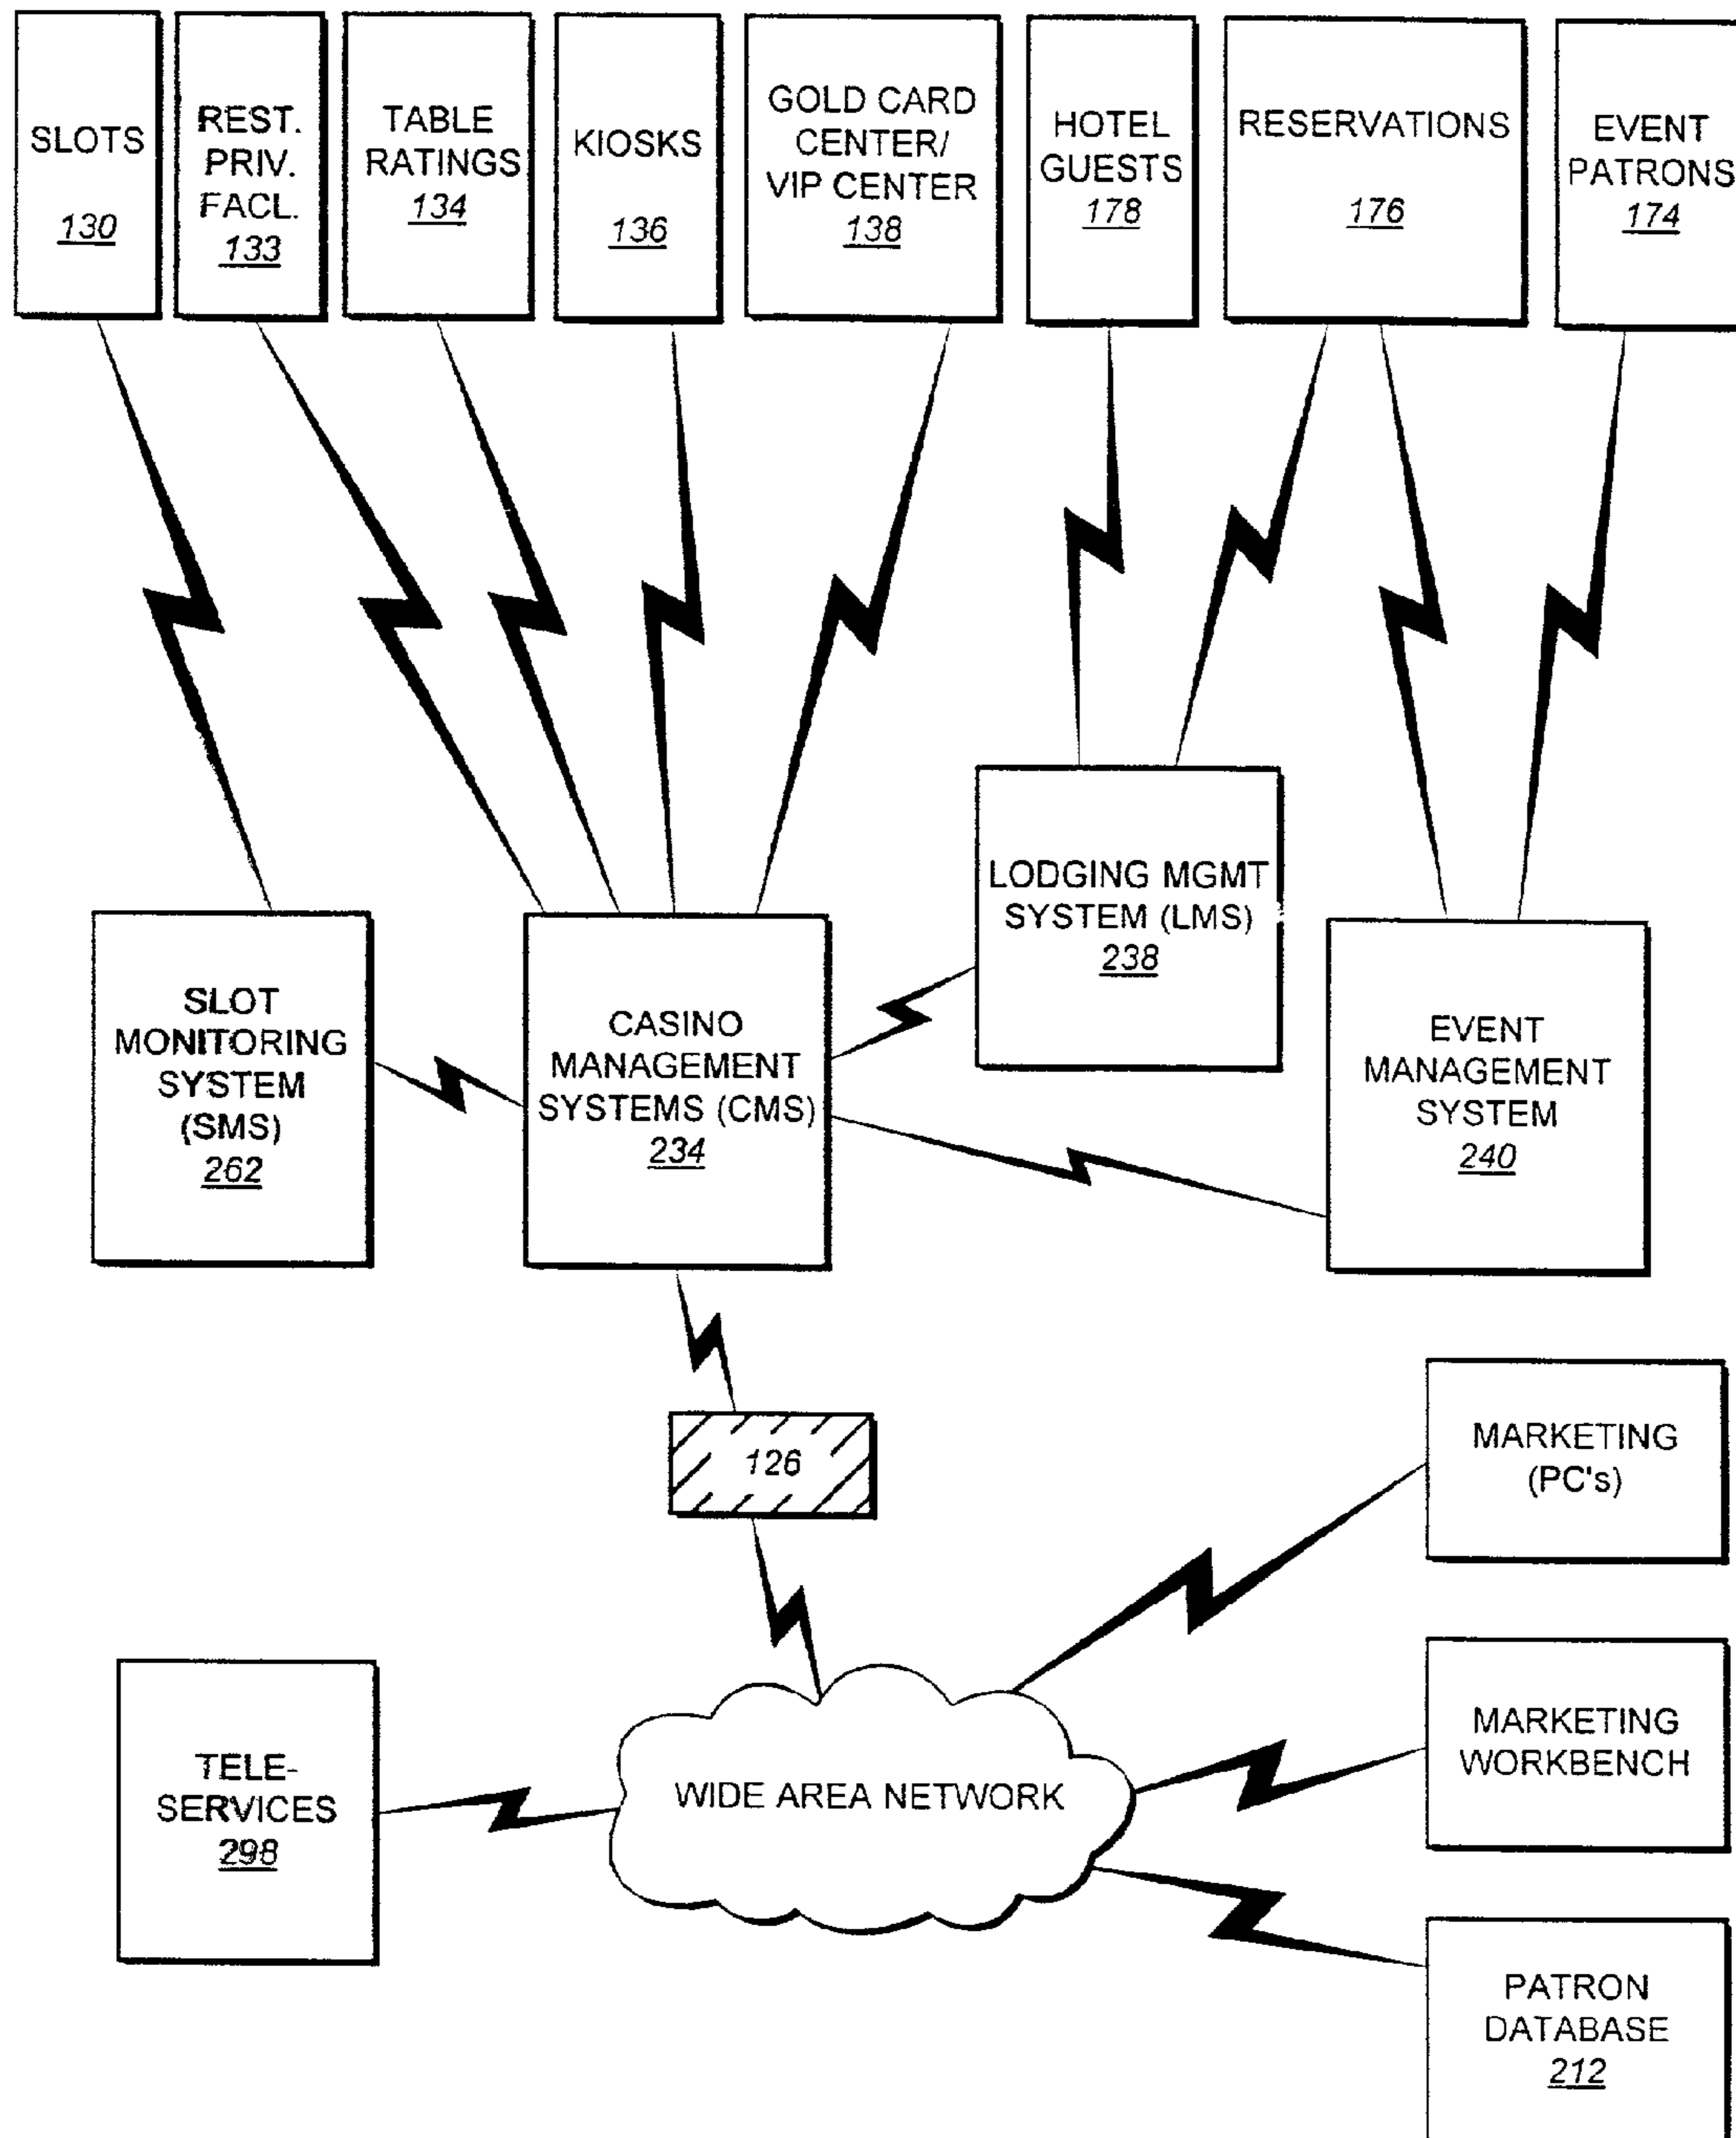 SLOTS
130
REST.
PRIV.
FACL.
133
TABLE
RATINGS
134
KIOSKS
136
GOLD CARD
CENTER/
VIP CENTER
138
HOTEL
GUESTS
178
RESERVATIONS
176
EVENT
PATRONS
174
LODGING MGMT
SYSTEM (LMS)
238
SLOT
MONITORING
SYSTEM
(SMS)
262
CASINO
MANAGEMENT
SYSTEMS (CMS)
234
EVENT
MANAGEMENT
SYSTEM
240
126
MARKETING
(PC's)
MARKETING
WORKBENCH
TELE-
SERVICES
298
WIDE AREA NETWORK
PATRON
DATABASE
212